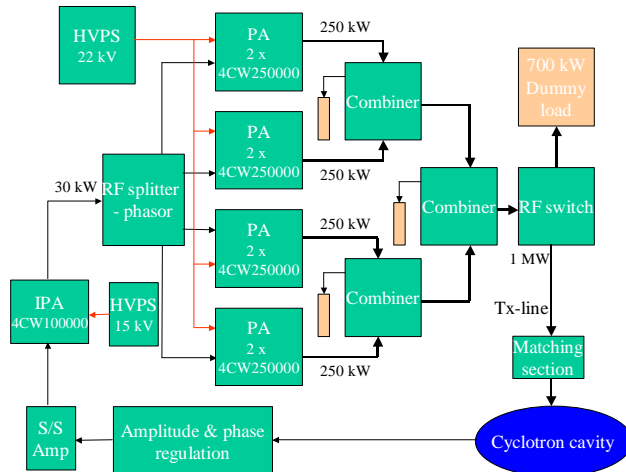 HVPS
22 kV
PA
2 x
4CW250000
250 kW
Combiner
700 kW
Dummy
load
PA
2 x
4CW250000
250 kW
30 kW
RF splitter
- phasor
Combiner
RF switch
1 MW
PA
2 x
4CW250000
250 kW
Combiner
IPA
4CW100000
HVPS
15 kV
PA
2 x
4CW250000
250 kW
Tx-line
Matching
section
S/S
Amp
Amplitude & phase
regulation
Cyclotron cavity